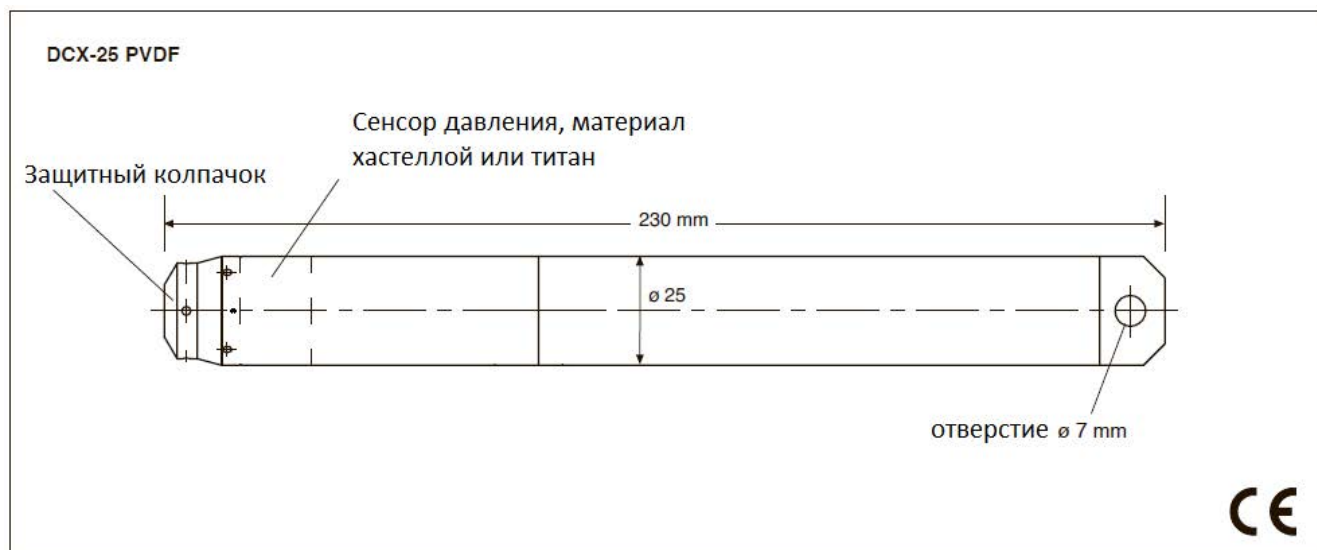 DCX-25 PVDF
Сенсор давления, материал
хастеллой или титан
Защитный колпачок
230 mm
ø 25
отверстие ø 7 mm
CE